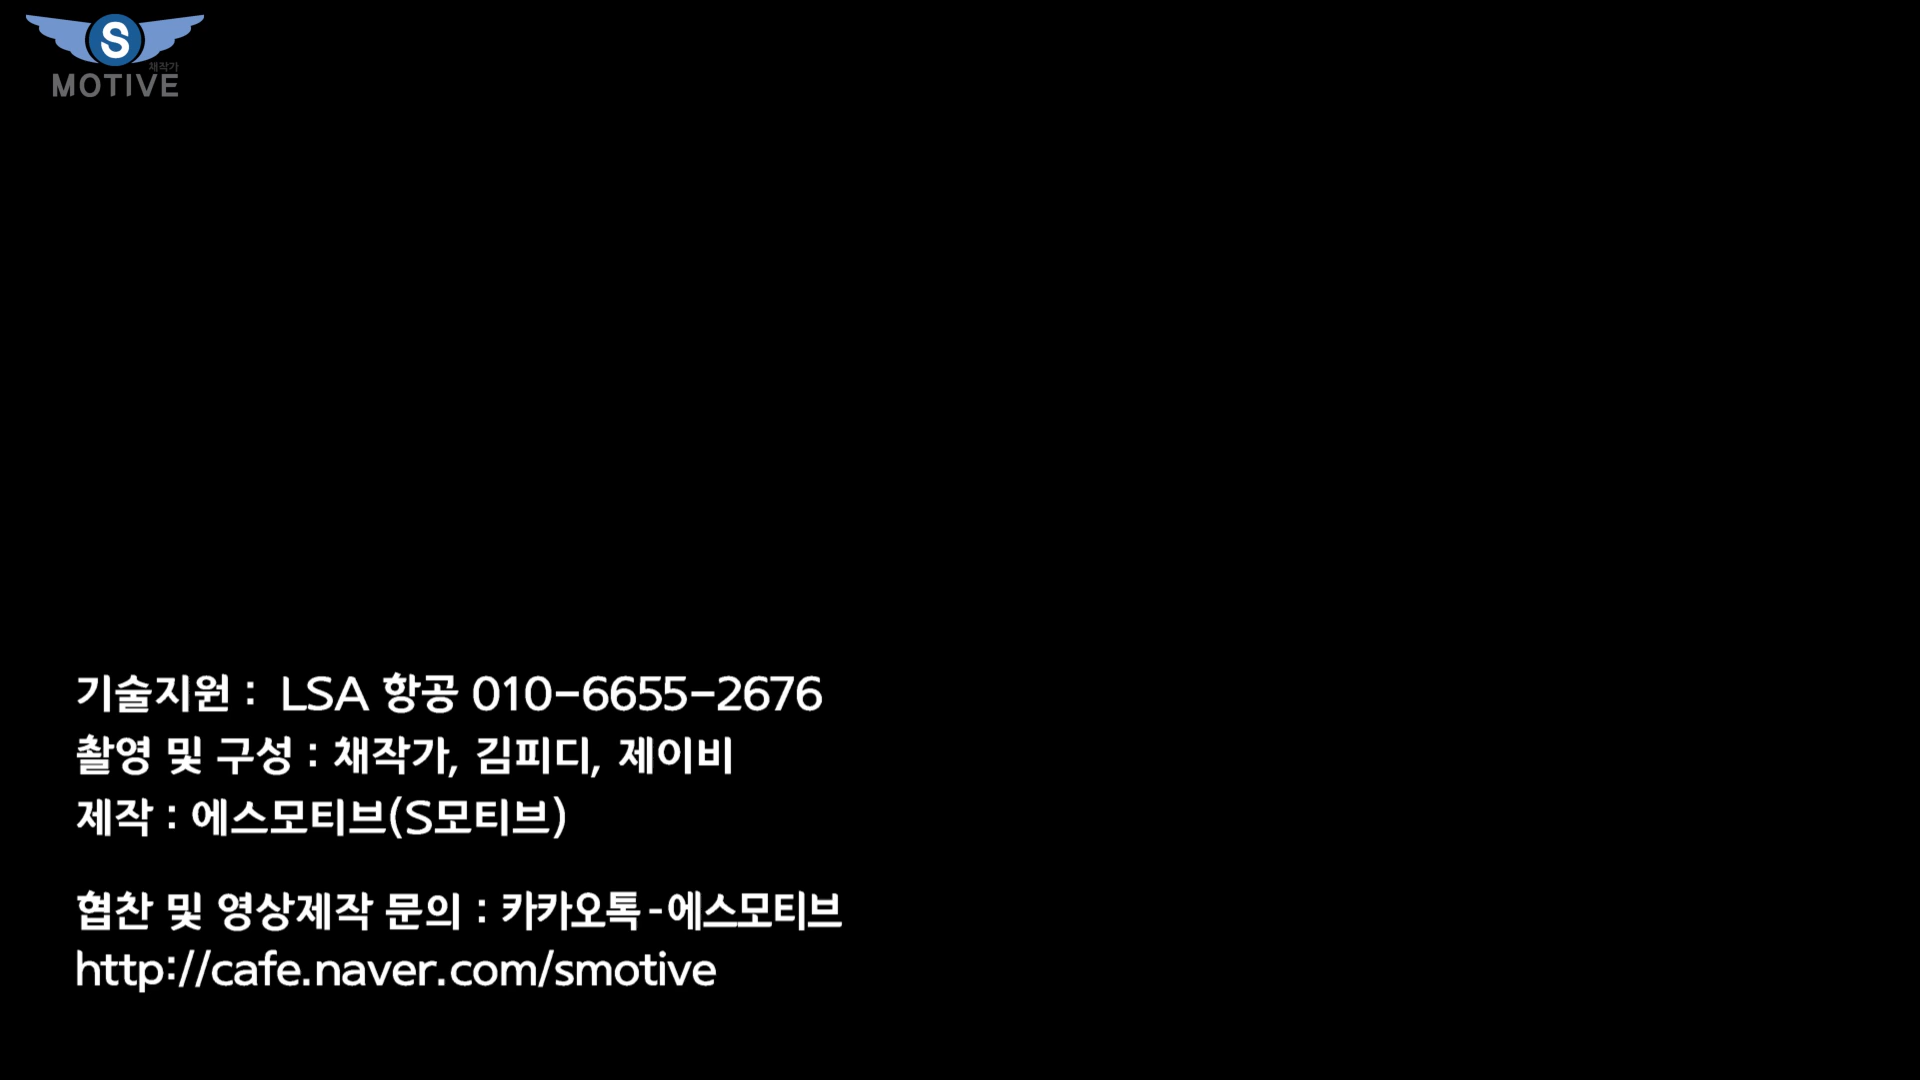 S
채작가
MOTIVE
기술지원 : LSA 항공 010-6655-2676
촬영 및 구성 : 채작가, 김피디, 제이비
제작 : 에스모티브(S모티브)
협찬 및 영상제작 문의 : 카카오톡-에스모티브
http://cafe.naver.com/smotive